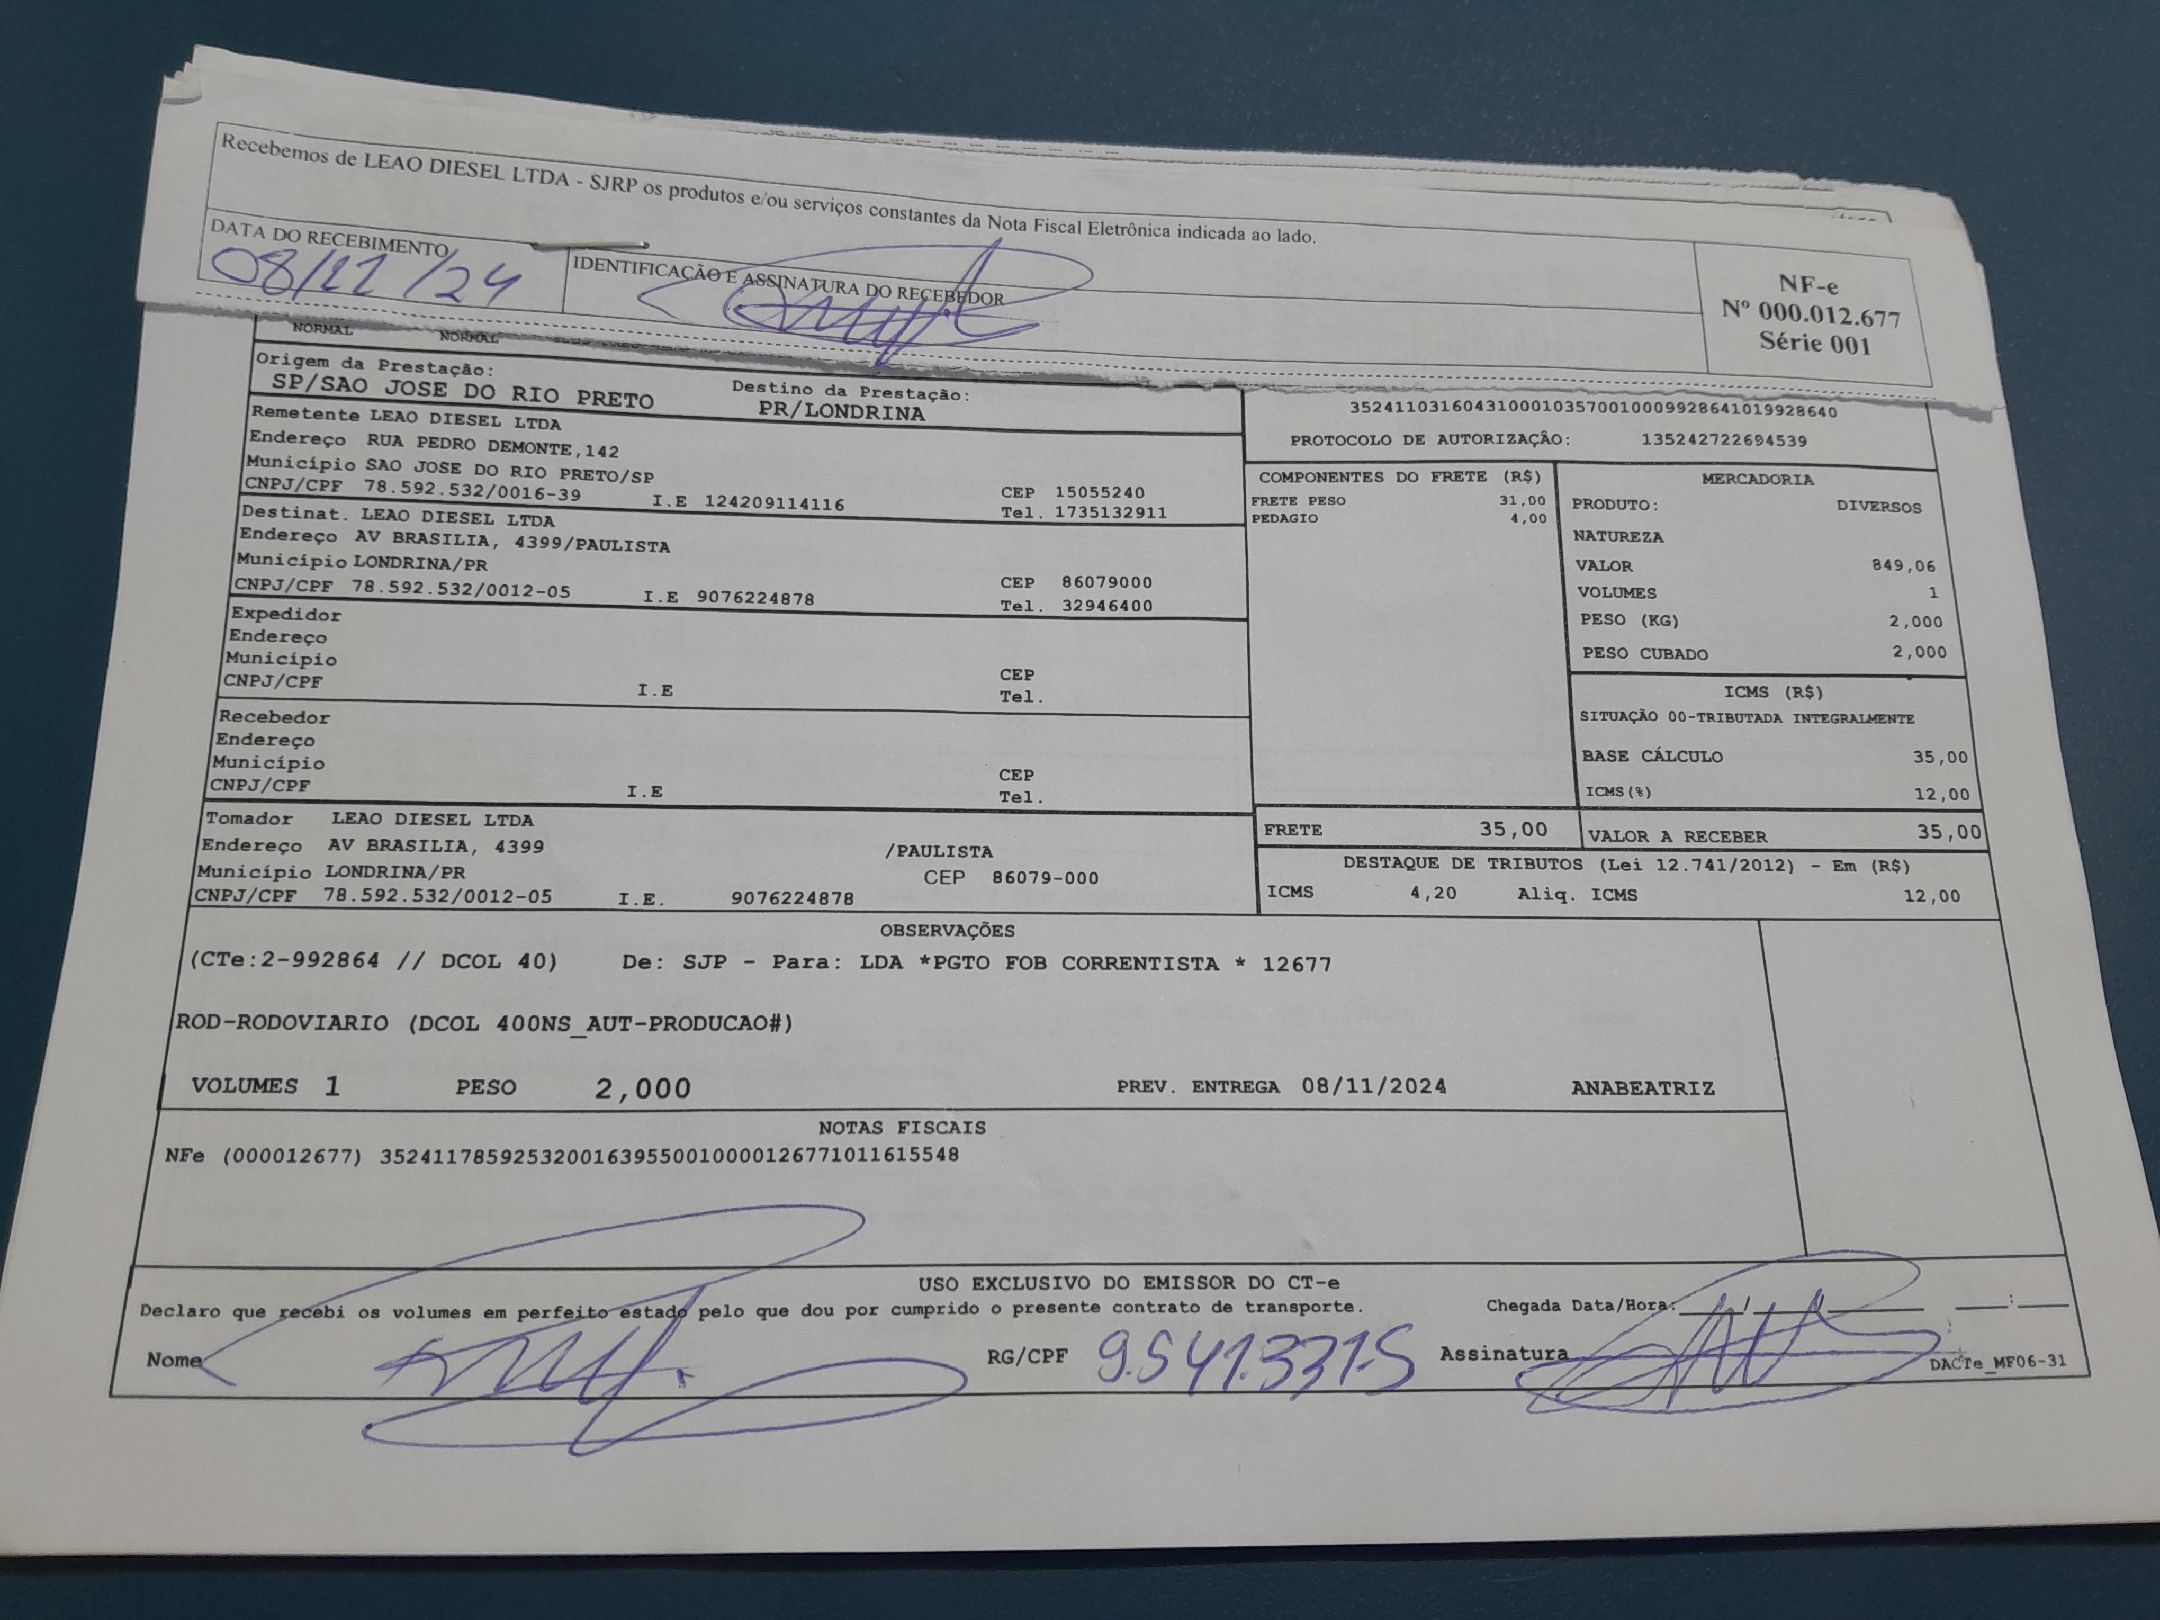 Recebemos de LEAO DIESEL LTDA - SJRP os produtos e/ou serviços constantes da Nota Fiscal Eletrônica indicada ao lado.
DATA DO RECEBIMENTO
08/11/24
IDENTIFICAÇÃO E ASSINATURA DO RECEBEDOR
NF-e
Nº 000.012.677
Série 001
NORMAL NORMAL
Origem da Prestação:
SP/SAO JOSE DO RIO PRETO
Destino da Prestação:
PR/LONDRINA
Remetente LEAO DIESEL LTDA
Endereço RUA PEDRO DEMONTE,142
Município SAO JOSE DO RIO PRETO/SP
CNPJ/CPF 78.592.532/0016-39 I.E 124209114116
CEP 15055240
Tel. 1735132911
Destinat. LEAO DIESEL LTDA
Endereço AV BRASILIA, 4399/PAULISTA
Município LONDRINA/PR
CNPJ/CPF 78.592.532/0012-05 I.E 9076224878
CEP 86079000
Tel. 32946400
Expedidor
Endereço
Município
CNPJ/CPF I.E
CEP
Tel.
Recebedor
Endereço
Município
CNPJ/CPF I.E
CEP
Tel.
Tomador LEAO DIESEL LTDA
Endereço AV BRASILIA, 4399 /PAULISTA
Município LONDRINA/PR CEP 86079-000
CNPJ/CPF 78.592.532/0012-05 I.E. 9076224878
35241103160431000103570010009928641019928640
PROTOCOLO DE AUTORIZAÇÂO: 135242722694539
COMPONENTES DO FRETE (R$)
FRETE PESO 31,00
PEDAGIO 4,00
MERCADORIA
PRODUTO: DIVERSOS
NATUREZA
VALOR 849,06
VOLUMES 1
PESO (KG) 2,000
PESO CUBADO 2,000
ICMS (R$)
SITUAÇÃO 00-TRIBUTADA INTEGRALMENTE
BASE CÁLCULO 35,00
ICMS(%) 12,00
FRETE 35,00 VALOR A RECEBER 35,00
DESTAQUE DE TRIBUTOS (Lei 12.741/2012) - Em (R$)
ICMS 4,20 Aliq. ICMS 12,00
OBSERVAÇÕES
(CTe:2-992864 // DCOL 40) De: SJP - Para: LDA *PGTO FOB CORRENTISTA * 12677
ROD-RODOVIARIO (DCOL 400NS_AUT-PRODUCAO#)
VOLUMES 1 PESO 2,000 PREV. ENTREGA 08/11/2024 ANABEATRIZ
NOTAS FISCAIS
NFe (000012677) 35241178592532001639550010000126771011615548
USO EXCLUSIVO DO EMISSOR DO CT-e
Declaro que recebi os volumes em perfeito estado pelo que dou por cumprido o presente contrato de transporte.
Chegada Data/Hora: ____/____/____ ___:___
Nome RG/CPF 9.541.331-5 Assinatura
DACTe_MF06-31